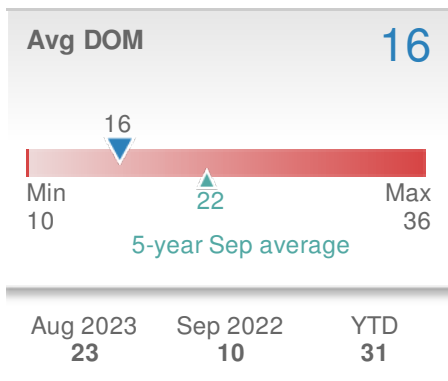 Avg DOM 16
16
Min Max
10 22 36
5-year Sep average
Aug 2023 Sep 2022 YTD
23 10 31